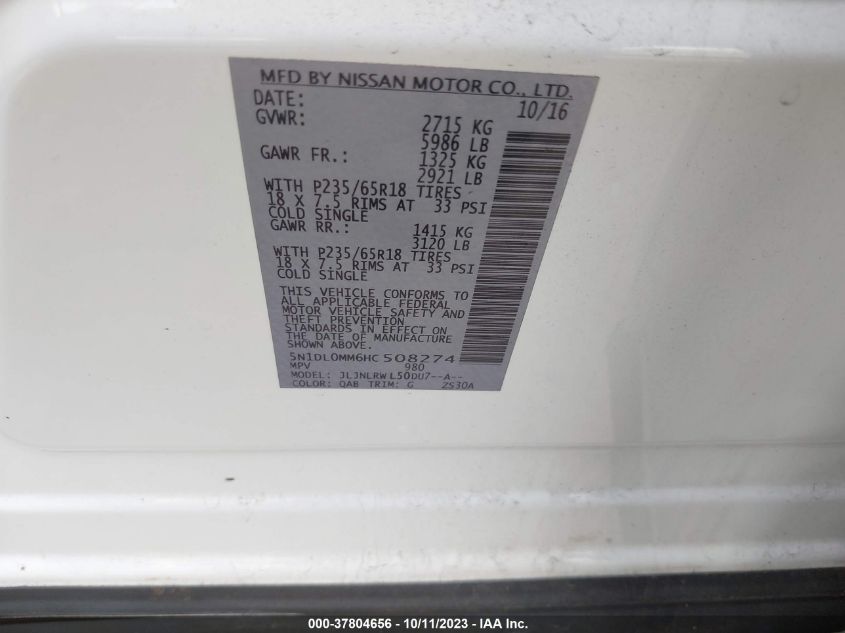 MFD BY NISSAN MOTOR CO., LTD.
DATE: 10/16
GVWR: 2715 KG
5986 LB
GAWR FR.: 1325 KG
2921 LB
WITH P235/65R18 TIRES
18 X 7.5 RIMS AT 33 PSI
COLD SINGLE
GAWR RR.: 1415 KG
3120 LB
WITH P235/65R18 TIRES
18 X 7.5 RIMS AT 33 PSI
COLD SINGLE
THIS VEHICLE CONFORMS TO
ALL APPLICABLE FEDERAL
MOTOR VEHICLE SAFETY AND
THEFT PREVENTION
STANDARDS IN EFFECT ON
THE DATE OF MANUFACTURE
SHOWN ABOVE.
5N1DL0MM6HC508274
MPV 980
MODEL: JLJNLRWL50DU7--A--
COLOR: QAB TRIM: G ZS30A
000-37804656 - 10/11/2023 - IAA Inc.